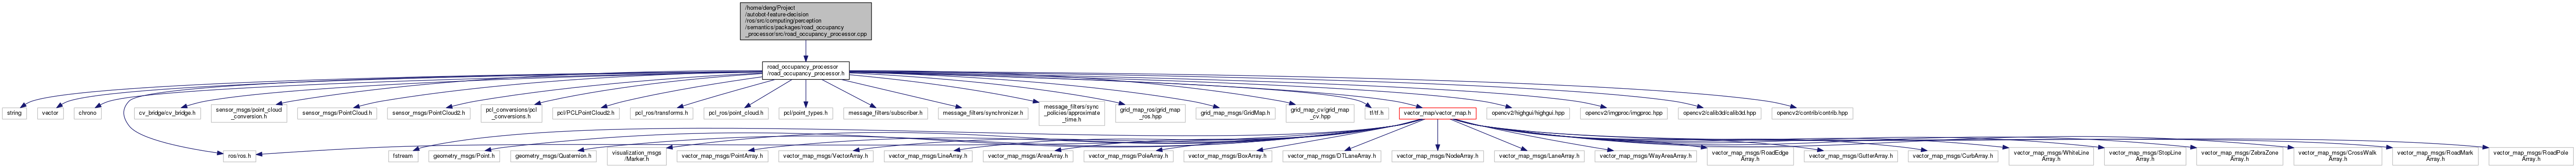 /home/dang/Project
/autobot-feature-decision
/ros/src/computing/perception
/semantics/packages/road_occupancy
_processor/src/road_occupancy_processor.cpp
road_occupancy_processor
/road_occupancy_processor.h
string
vector
chrono
cv_bridge/cv_bridge.h
sensor_msgs/point_cloud
_conversion.h
sensor_msgs/PointCloud.h
sensor_msgs/PointCloud2.h
pcl_conversions/pcl
_conversions.h
pcl/PCLPointCloud2.h
pcl_ros/transforms.h
pcl_ros/point_cloud.h
pcl/point_types.h
message_filters/subscriber.h
message_filters/synchronizer.h
message_filters/sync
_policies/approximate
_time.h
grid_map_ros/grid_map
_ros.hpp
grid_map_msgs/GridMap.h
grid_map_cv/grid_map
_cv.hpp
tf/tf.h
vector_map/vector_map.h
opencv2/highgui/highgui.hpp
opencv2/imgproc/imgproc.hpp
opencv2/calib3d/calib3d.hpp
opencv2/contrib/contrib.hpp
ros/ros.h
fstream
geometry_msgs/Point.h
geometry_msgs/Quaternion.h
visualization_msgs
/Marker.h
vector_map_msgs/PointArray.h
vector_map_msgs/VectorArray.h
vector_map_msgs/LineArray.h
vector_map_msgs/AreaArray.h
vector_map_msgs/PoleArray.h
vector_map_msgs/BoxArray.h
vector_map_msgs/DTLaneArray.h
vector_map_msgs/NodeArray.h
vector_map_msgs/LaneArray.h
vector_map_msgs/WayAreaArray.h
vector_map_msgs/RoadEdge
Array.h
vector_map_msgs/GutterArray.h
vector_map_msgs/CurbArray.h
vector_map_msgs/WhiteLine
Array.h
vector_map_msgs/StopLine
Array.h
vector_map_msgs/ZebraZone
Array.h
vector_map_msgs/CrossWalk
Array.h
vector_map_msgs/RoadMark
Array.h
vector_map_msgs/RoadPole
Array.h